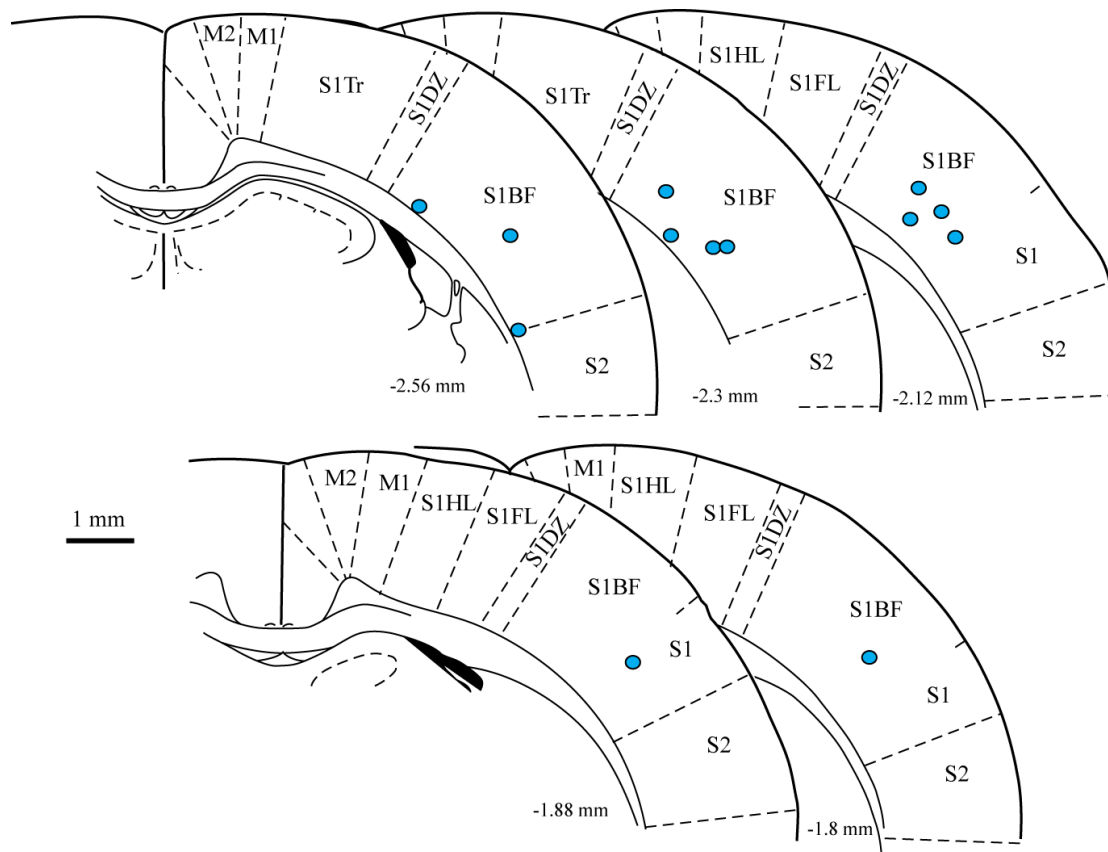 M2
M1
S1Tr
S1DZ
S1BF
S2
-2.56 mm
S1Tr
S1DZ
S1BF
S2
-2.3 mm
S1HL
S1FL
S1DZ
S1BF
S1
S2
-2.12 mm
1 mm
M2
M1
S1HL
S1FL
S1DZ
S1BF
S1
S2
-1.88 mm
M1
S1HL
S1FL
S1DZ
S1BF
S1
S2
-1.8 mm